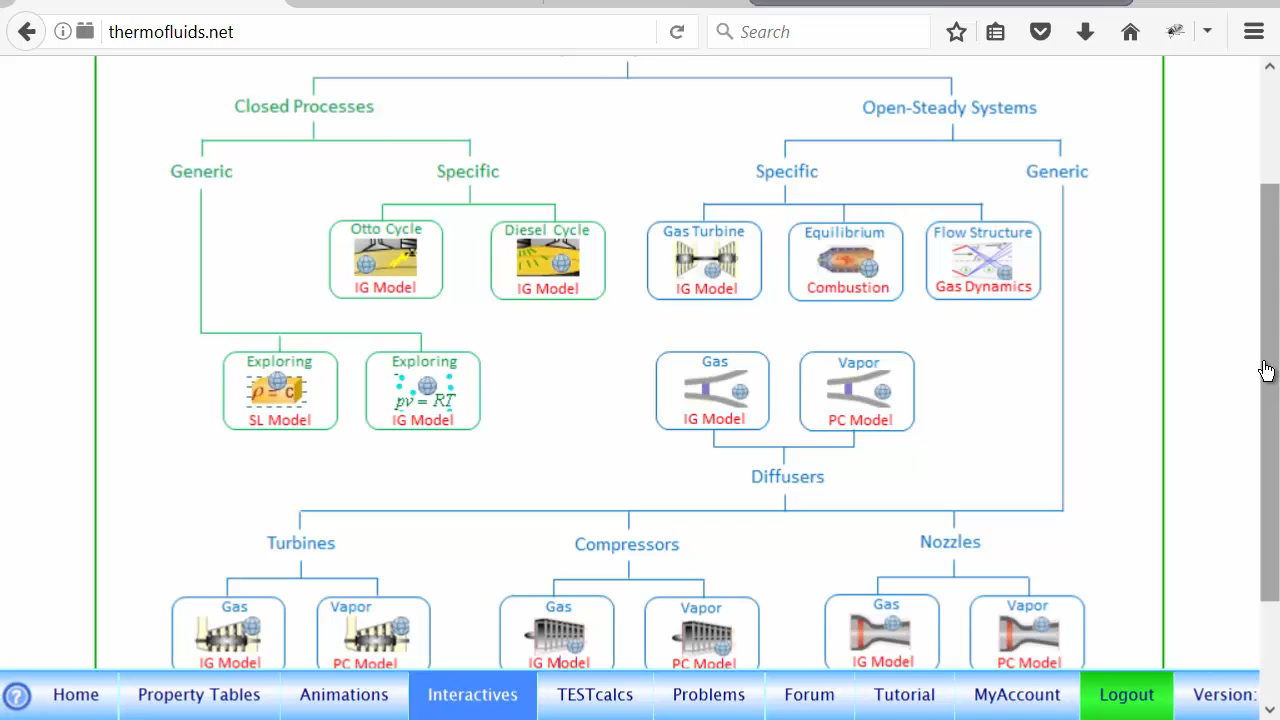 thermofluids.net
Search
Closed Processes
Open-Steady Systems
Generic
Specific
Specific
Generic
Otto Cycle
IG Model
Diesel Cycle
IG Model
Gas Turbine
IG Model
Equilibrium
Combustion
Flow Structure
Gas Dynamics
Exploring
ρ = c
SL Model
Exploring
pv = RT
IG Model
Gas
IG Model
Vapor
PC Model
Diffusers
Turbines
Compressors
Nozzles
Gas
IG Model
Vapor
PC Model
Gas
IG Model
Vapor
PC Model
Gas
IG Model
Vapor
PC Model
? Home Property Tables Animations Interactives TESTcalcs Problems Forum Tutorial MyAccount Logout Version: